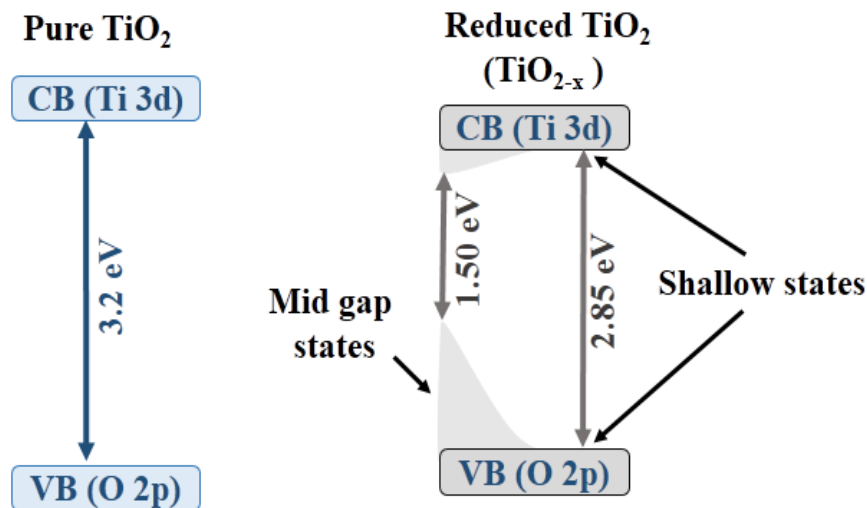 Pure TiO₂
CB (Ti 3d)
3.2 eV
VB (O 2p)
Reduced TiO₂
(TiO₂₋ₓ )
CB (Ti 3d)
1.50 eV
2.85 eV
Mid gap
states
Shallow states
VB (O 2p)